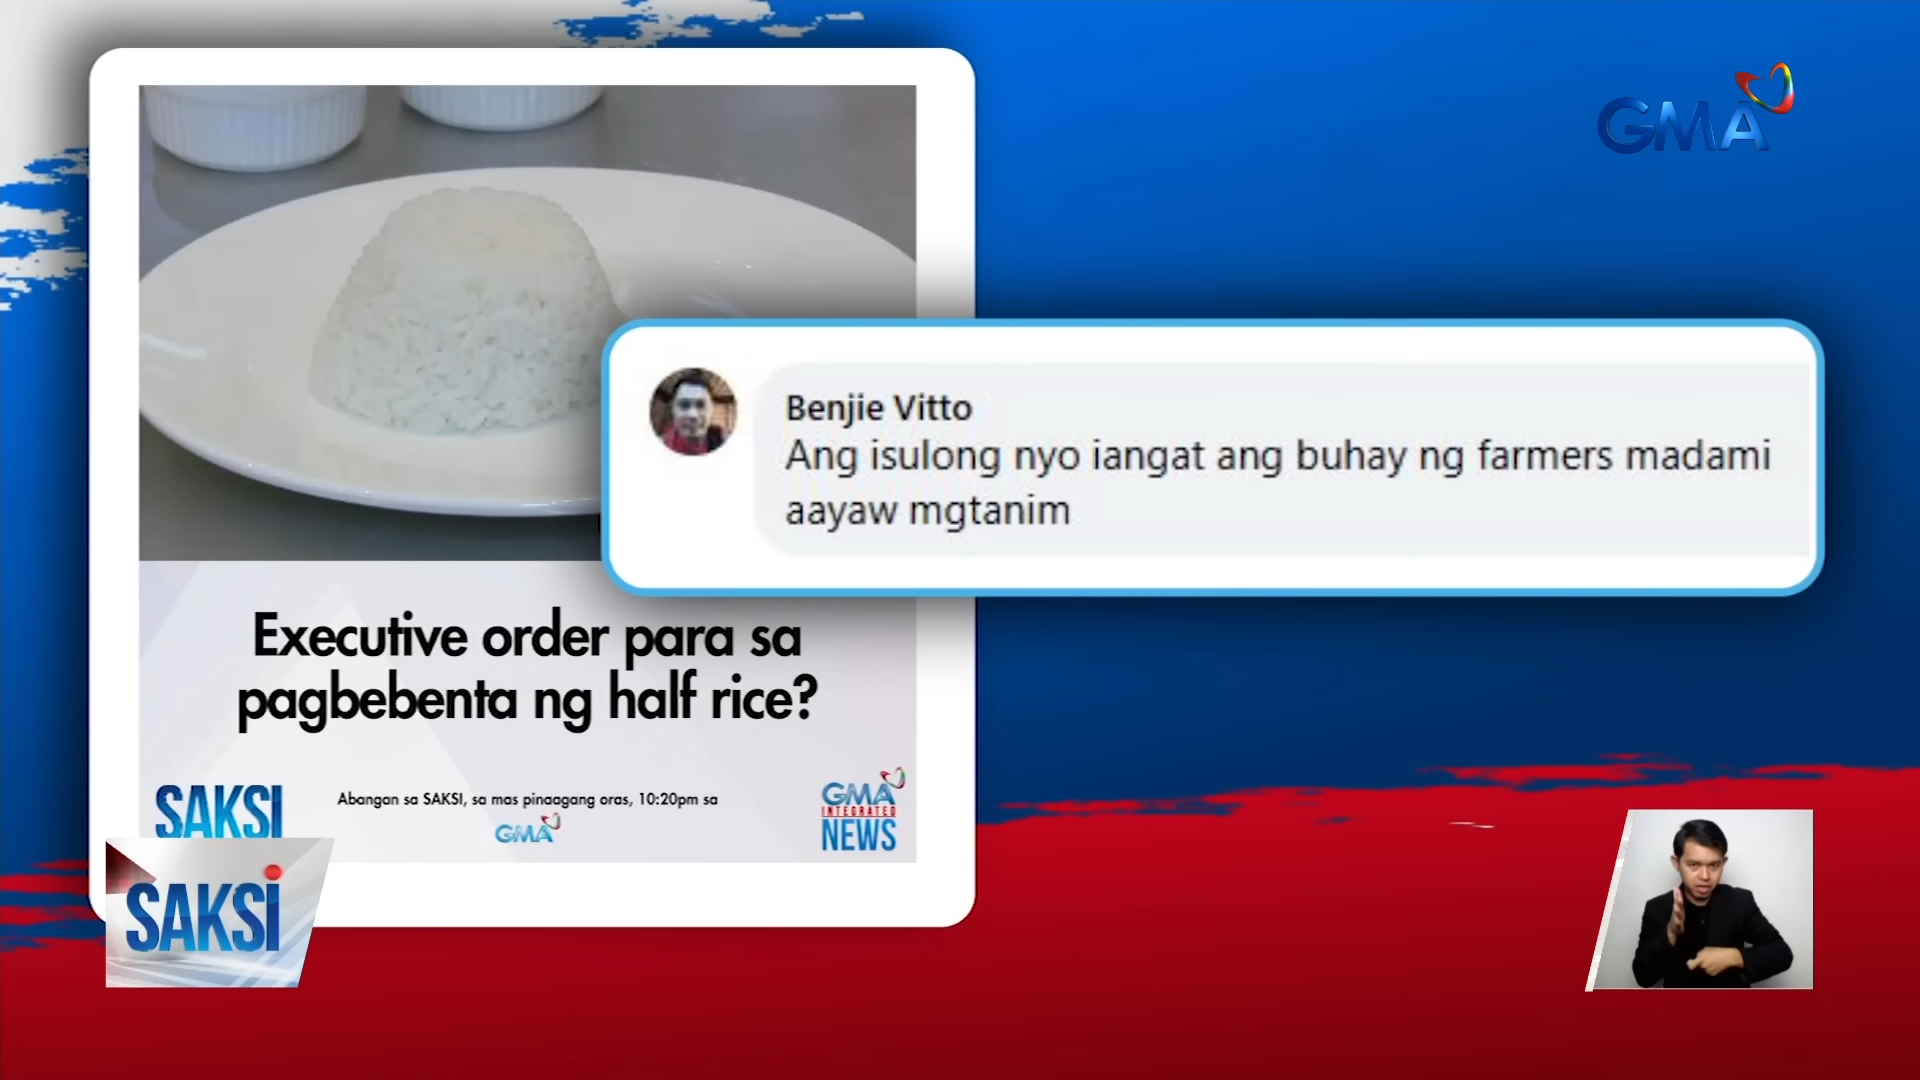 GMA
Benjie Vitto
Ang isulong nyo iangat ang buhay ng farmers madami
aayaw mgtanim
Executive order para sa
pagbebenta ng half rice?
SAKSI
Abangan sa SAKSI, sa mas pinaagang oras, 10:20pm sa
GMA
GMA
INTEGRATED
NEWS
SAKSI